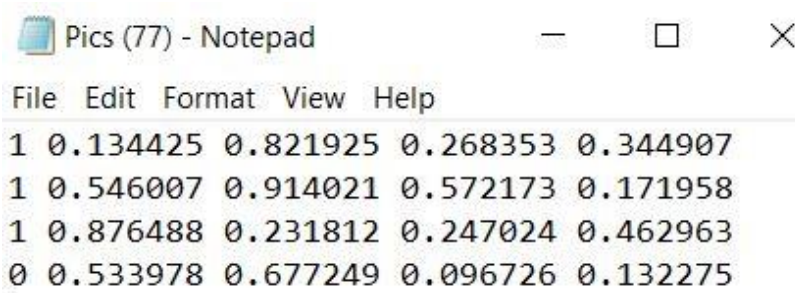 Pics (77) - Notepad
File Edit Format View Help
1 0.134425 0.821925 0.268353 0.344907
1 0.546007 0.914021 0.572173 0.171958
1 0.876488 0.231812 0.247024 0.462963
0 0.533978 0.677249 0.096726 0.132275